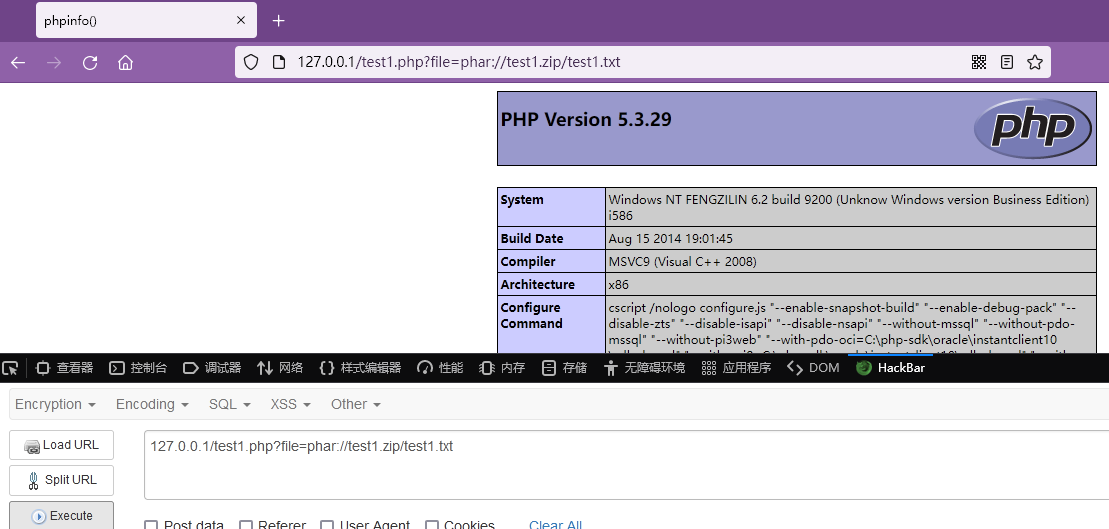 phpinfo()
127.0.0.1/test1.php?file=phar://test1.zip/test1.txt
PHP Version 5.3.29
php
System
Windows NT FENGZILIN 6.2 build 9200 (Unknow Windows version Business Edition)
i586
Build Date
Aug 15 2014 19:01:45
Compiler
MSVC9 (Visual C++ 2008)
Architecture
x86
Configure
Command
cscript /nologo configure.js "--enable-snapshot-build" "--enable-debug-pack" "--
disable-zts" "--disable-isapi" "--disable-nsapi" "--without-mssql" "--without-pdo-
mssql" "--without-pi3web" "--with-pdo-oci=C:\php-sdk\oracle\instantclient10
查看器 控制台 调试器 网络 样式编辑器 性能 内存 存储 无障碍环境 应用程序 DOM HackBar
Encryption Encoding SQL XSS Other
Load URL
127.0.0.1/test1.php?file=phar://test1.zip/test1.txt
Split URL
Execute
Post data Referer User Agent Cookies Clear All